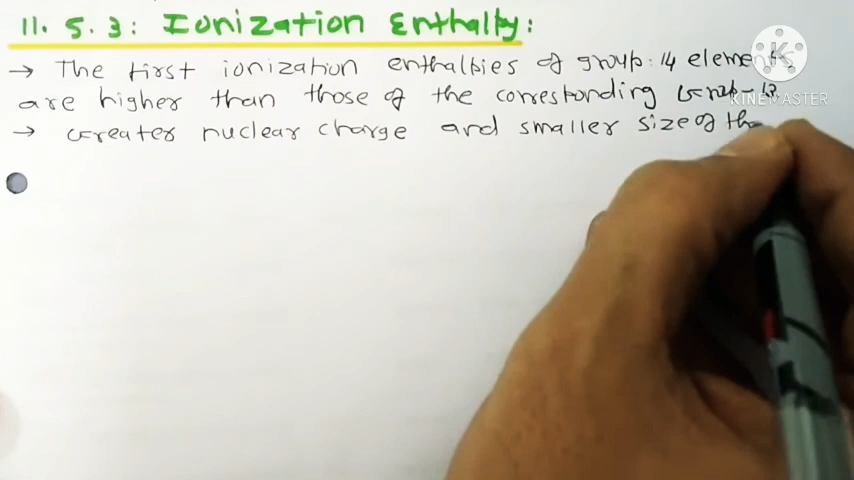 11.5.3: Ionization Enthalpy:
→ The first ionization enthalpies of group: 14 elements
are higher than those of the corresponding Group-13
→ Greater nuclear charge and smaller size of the
KINEMASTER